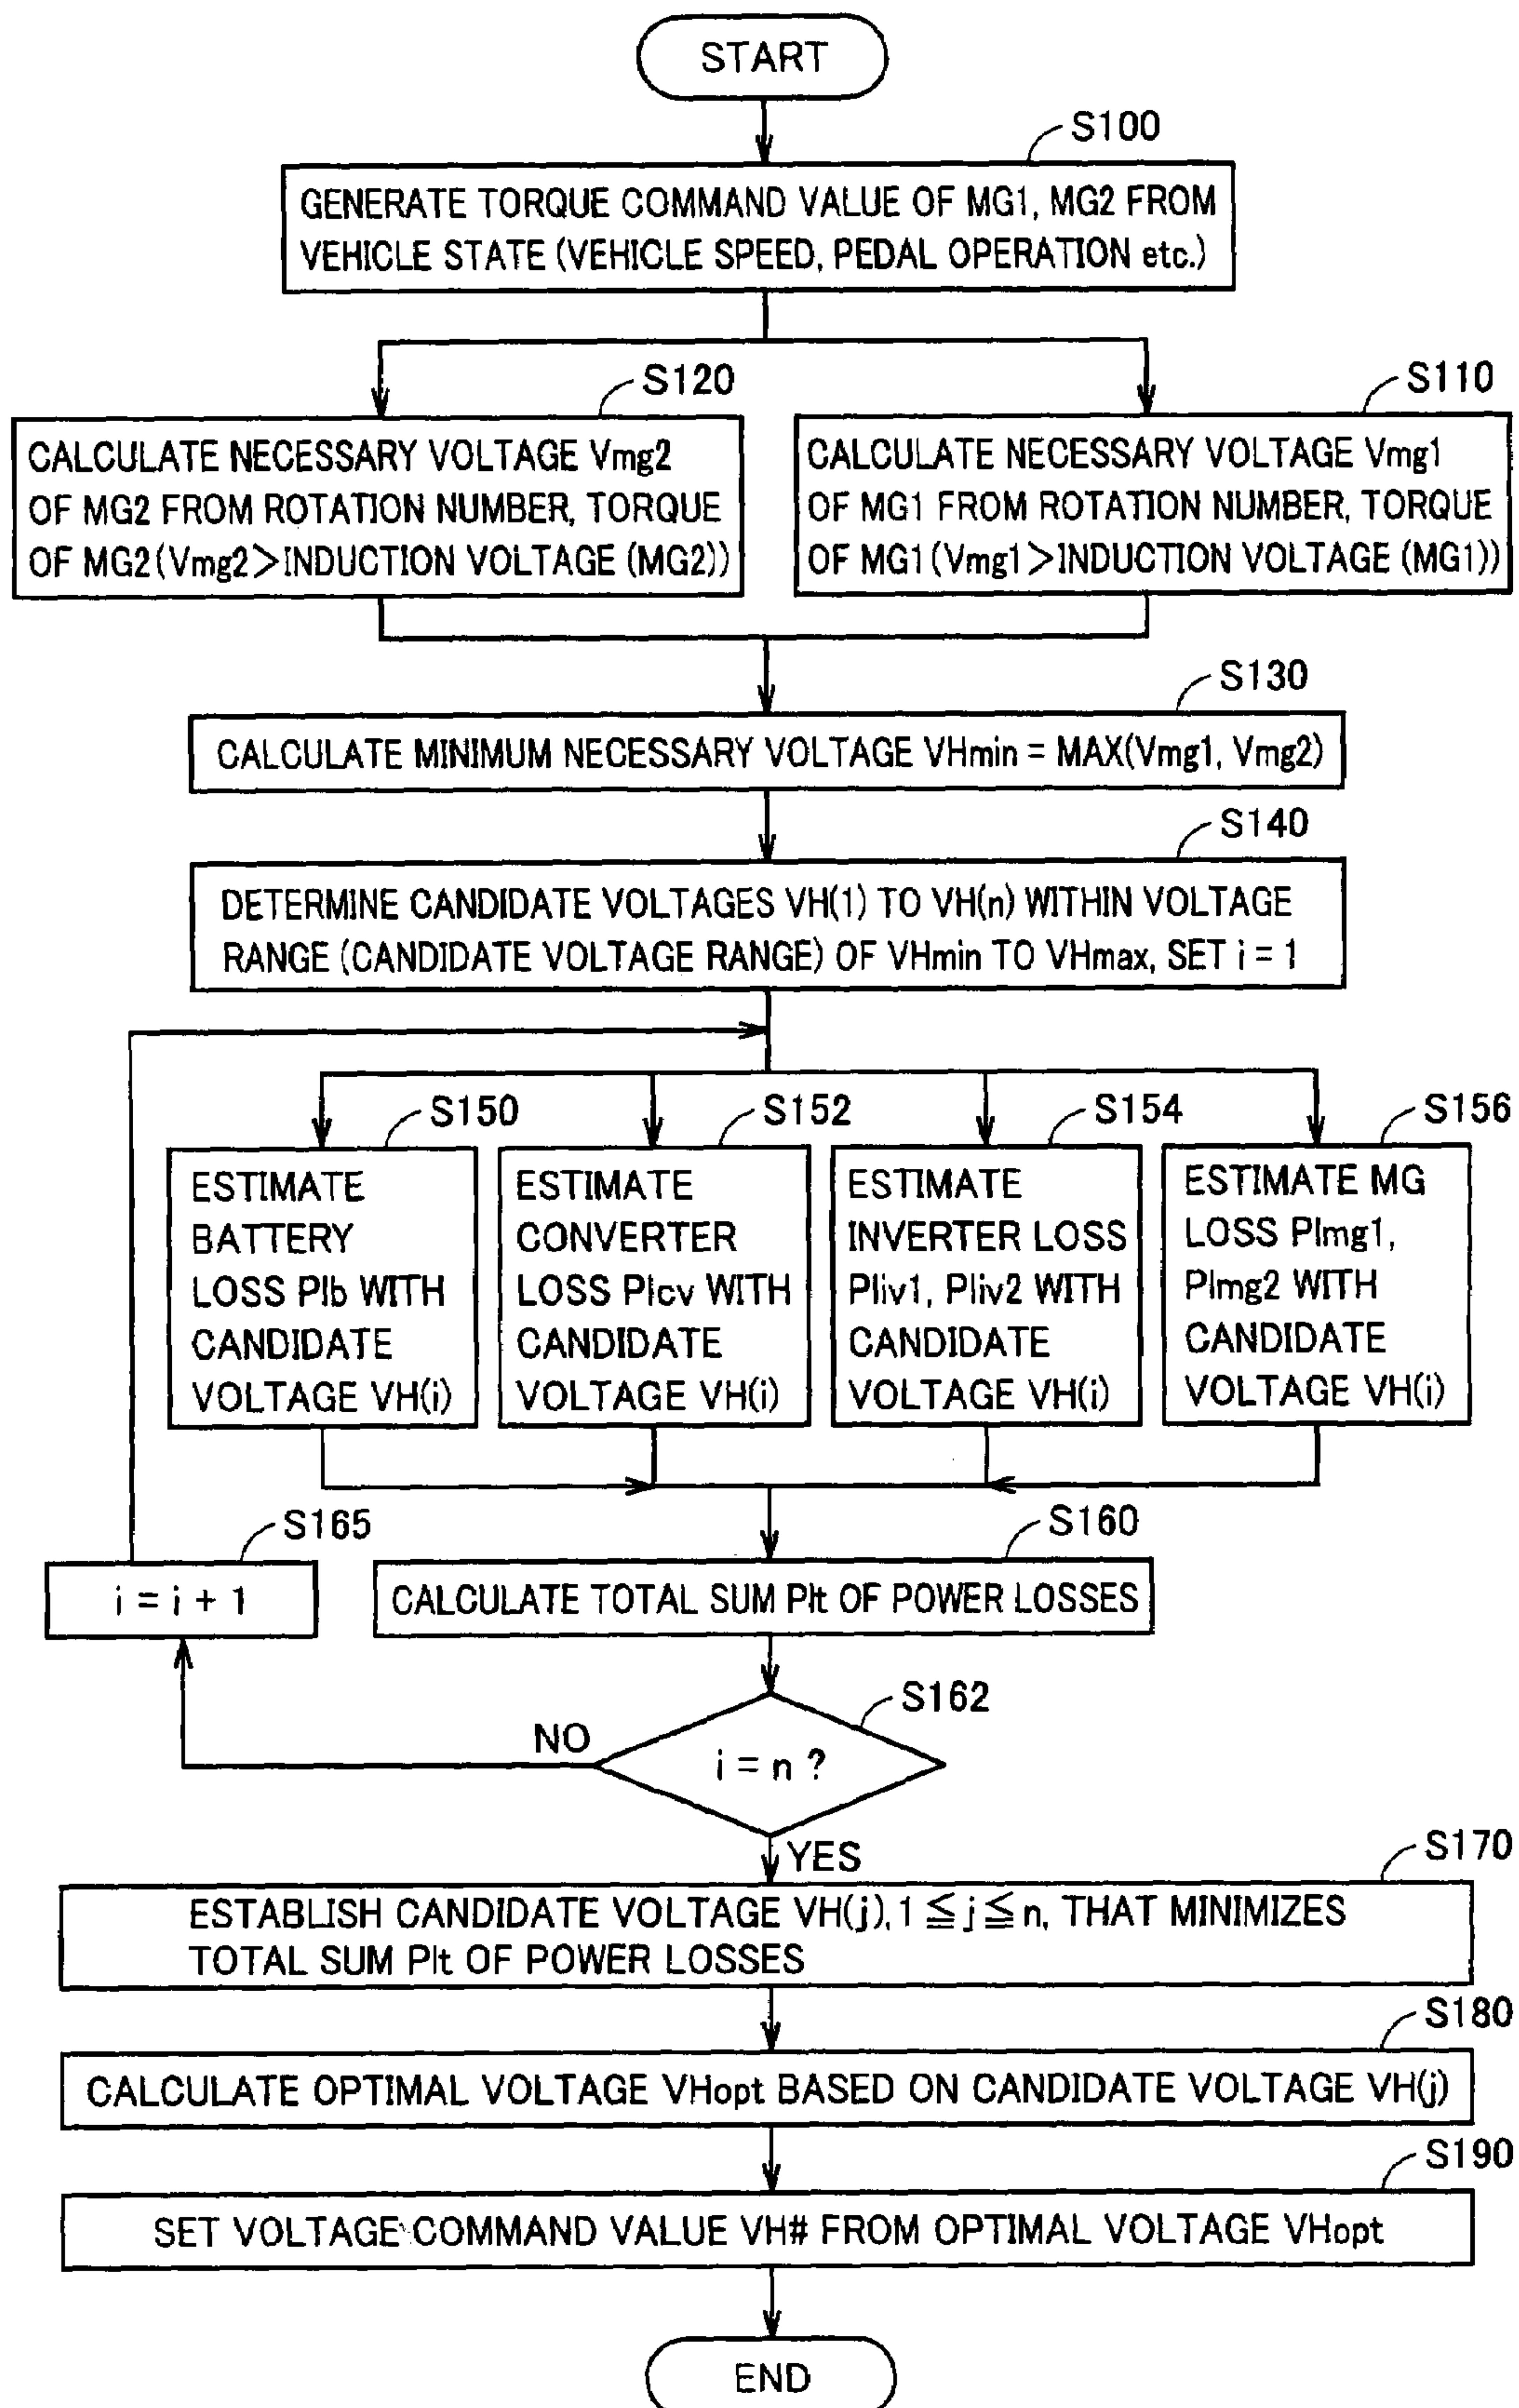 START
S100
GENERATE TORQUE COMMAND VALUE OF MG1, MG2 FROM
VEHICLE STATE (VEHICLE SPEED, PEDAL OPERATION etc.)
S120
CALCULATE NECESSARY VOLTAGE Vmg2
OF MG2 FROM ROTATION NUMBER, TORQUE
OF MG2(Vmg2>INDUCTION VOLTAGE (MG2))
S110
CALCULATE NECESSARY VOLTAGE Vmg1
OF MG1 FROM ROTATION NUMBER, TORQUE
OF MG1(Vmg1>INDUCTION VOLTAGE (MG1))
S130
CALCULATE MINIMUM NECESSARY VOLTAGE VHmin = MAX(Vmg1, Vmg2)
S140
DETERMINE CANDIDATE VOLTAGES VH(1) TO VH(n) WITHIN VOLTAGE
RANGE (CANDIDATE VOLTAGE RANGE) OF VHmin TO VHmax, SET i = 1
S150
ESTIMATE
BATTERY
LOSS Plb WITH
CANDIDATE
VOLTAGE VH(i)
S152
ESTIMATE
CONVERTER
LOSS Plcv WITH
CANDIDATE
VOLTAGE VH(i)
S154
ESTIMATE
INVERTER LOSS
Pliv1, Pliv2 WITH
CANDIDATE
VOLTAGE VH(i)
S156
ESTIMATE MG
LOSS Plmg1,
Plmg2 WITH
CANDIDATE
VOLTAGE VH(i)
S165
i = i + 1
S160
CALCULATE TOTAL SUM Plt OF POWER LOSSES
S162
NO
i = n ?
YES
S170
ESTABLISH CANDIDATE VOLTAGE VH(j), 1 ≦ j ≦ n, THAT MINIMIZES
TOTAL SUM Plt OF POWER LOSSES
S180
CALCULATE OPTIMAL VOLTAGE VHopt BASED ON CANDIDATE VOLTAGE VH(j)
S190
SET VOLTAGE COMMAND VALUE VH# FROM OPTIMAL VOLTAGE VHopt
END